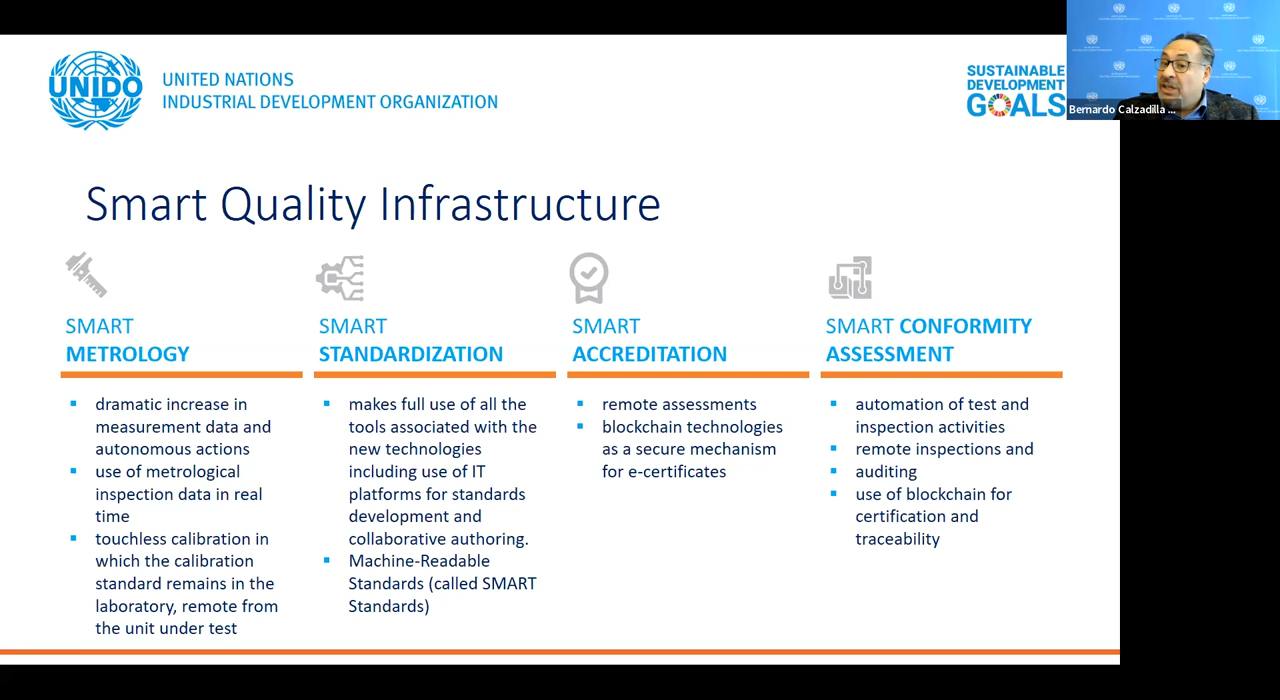 UNIDO
UNITED NATIONS
INDUSTRIAL DEVELOPMENT ORGANIZATION
SUSTAINABLE
DEVELOPMENT
GOALS
Bernardo Calzadilla ...
Smart Quality Infrastructure
SMART
METROLOGY
▪ dramatic increase in
measurement data and
autonomous actions
▪ use of metrological
inspection data in real
time
▪ touchless calibration in
which the calibration
standard remains in the
laboratory, remote from
the unit under test
SMART
STANDARDIZATION
▪ makes full use of all the
tools associated with the
new technologies
including use of IT
platforms for standards
development and
collaborative authoring.
▪ Machine-Readable
Standards (called SMART
Standards)
SMART
ACCREDITATION
▪ remote assessments
▪ blockchain technologies
as a secure mechanism
for e-certificates
SMART CONFORMITY
ASSESSMENT
▪ automation of test and
inspection activities
▪ remote inspections and
▪ auditing
▪ use of blockchain for
certification and
traceability